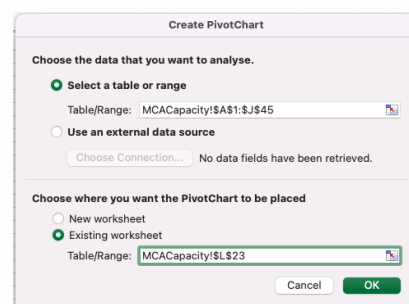 Create PivotChart
Choose the data that you want to analyse.
Select a table or range
Table/Range: MCACapacity!$A$1:$J$45
Use an external data source
Choose Connection... No data fields have been retrieved.
Choose where you want the PivotChart to be placed
New worksheet
Existing worksheet
Table/Range: MCACapacity!$L$23
Cancel OK